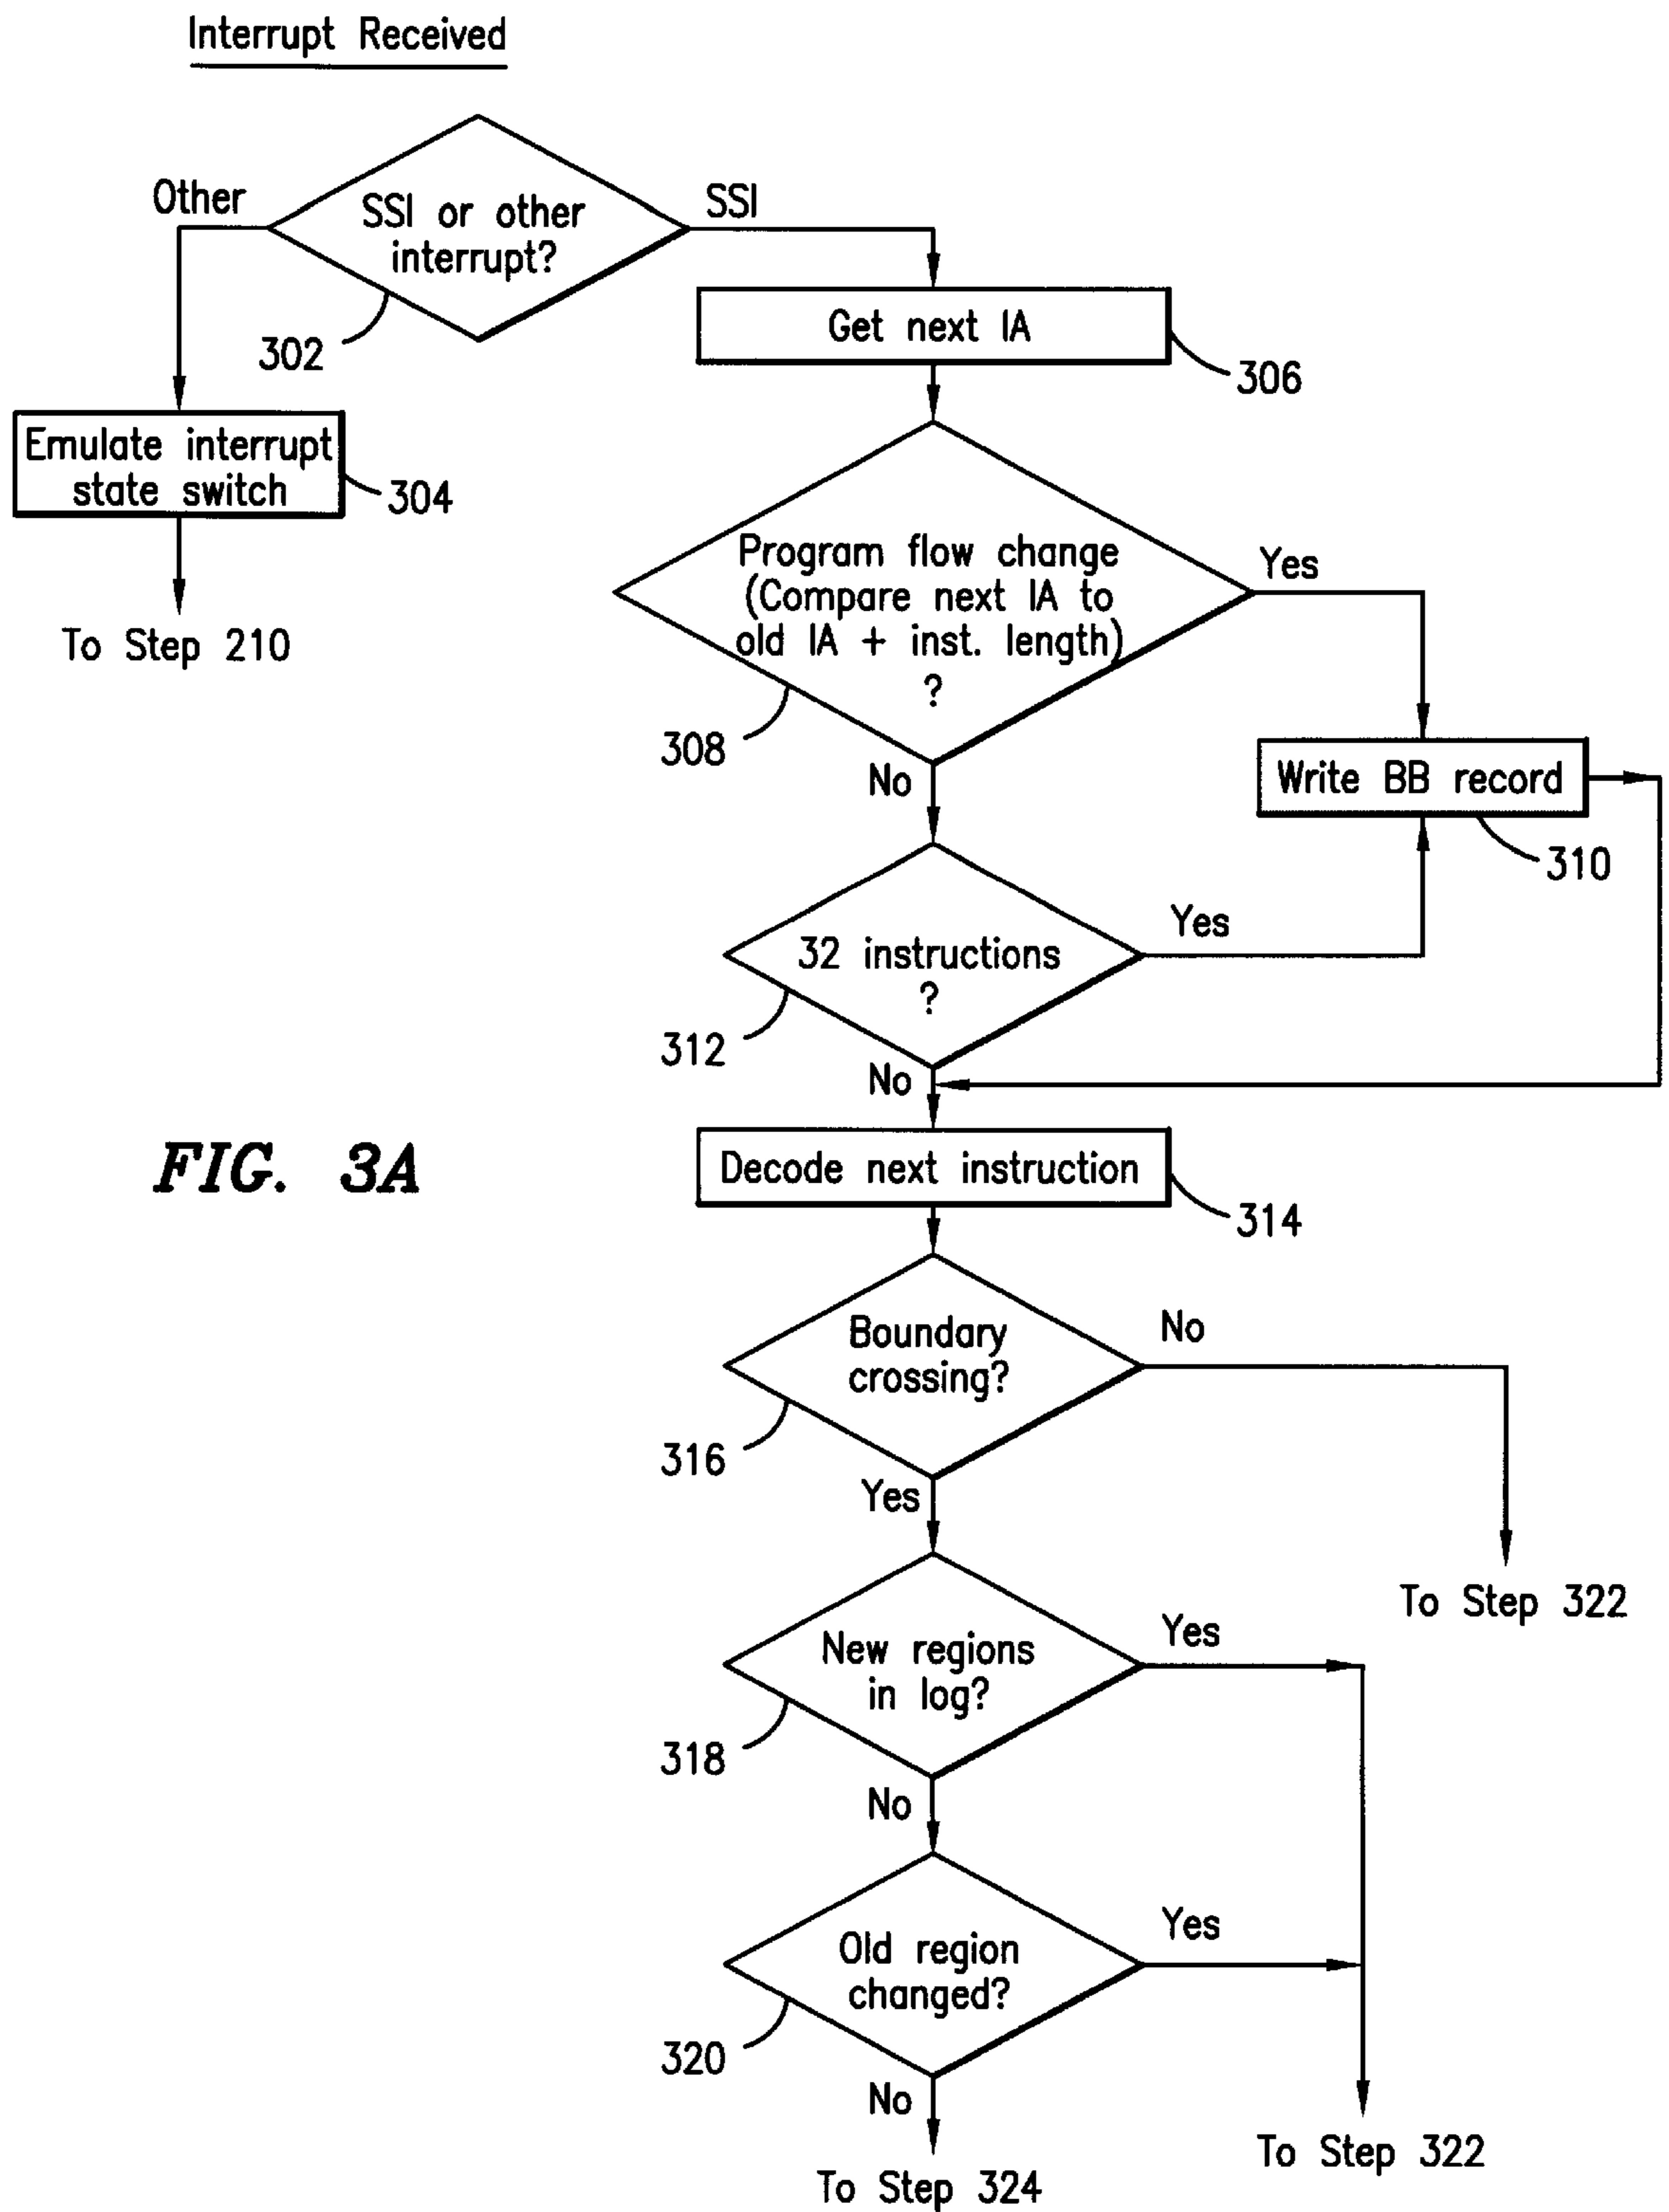 Interrupt Received
Other
SSI
SSI or other
interrupt?
302
Get next IA
306
Emulate interrupt
state switch
304
To Step 210
Program flow change
(Compare next IA to
old IA + inst. length)
?
308
Yes
No
Write BB record
310
32 instructions
?
312
Yes
No
FIG. 3A
Decode next instruction
314
Boundary
crossing?
316
No
Yes
To Step 322
New regions
in log?
318
Yes
No
Old region
changed?
320
Yes
No
To Step 322
To Step 324